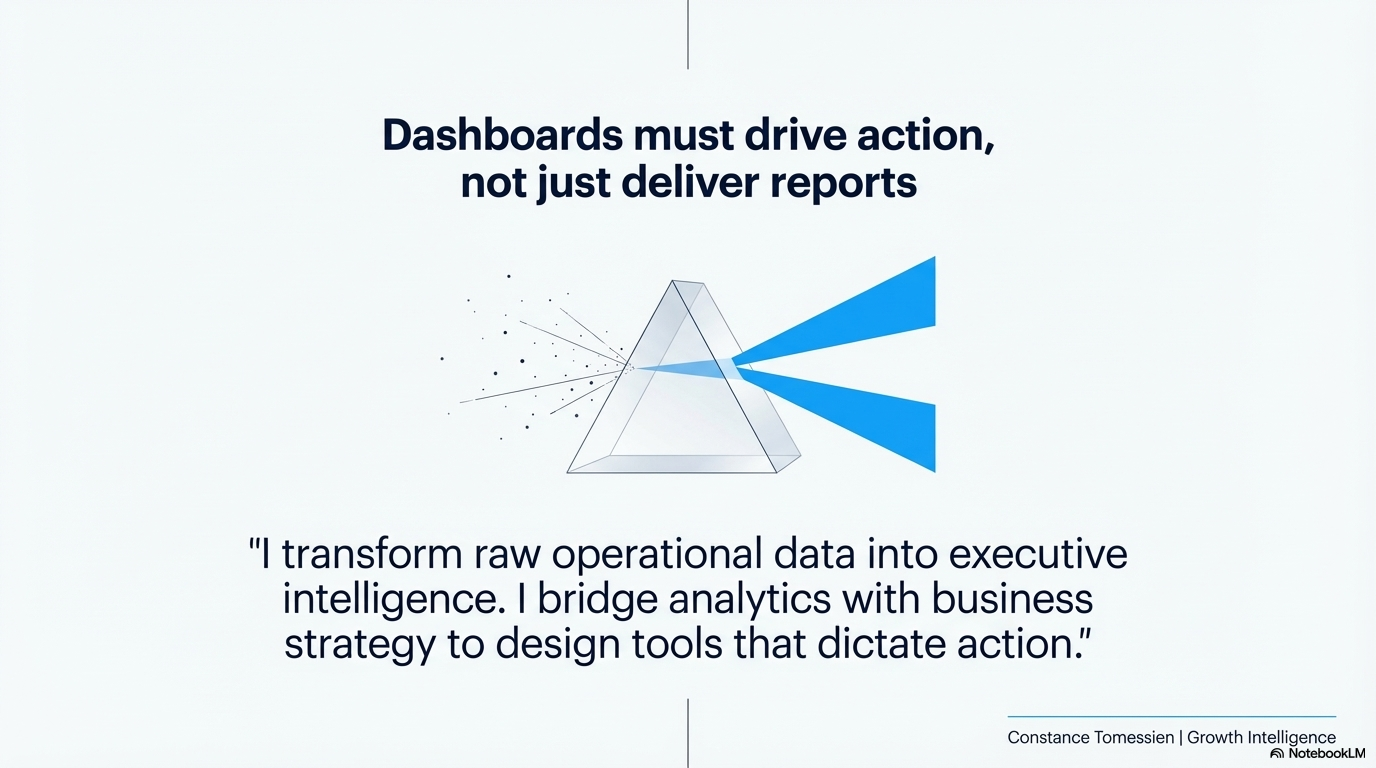 Dashboards must drive action,
not just deliver reports
"I transform raw operational data into executive
intelligence. I bridge analytics with business
strategy to design tools that dictate action."
Constance Tomessien | Growth Intelligence
NotebookLM